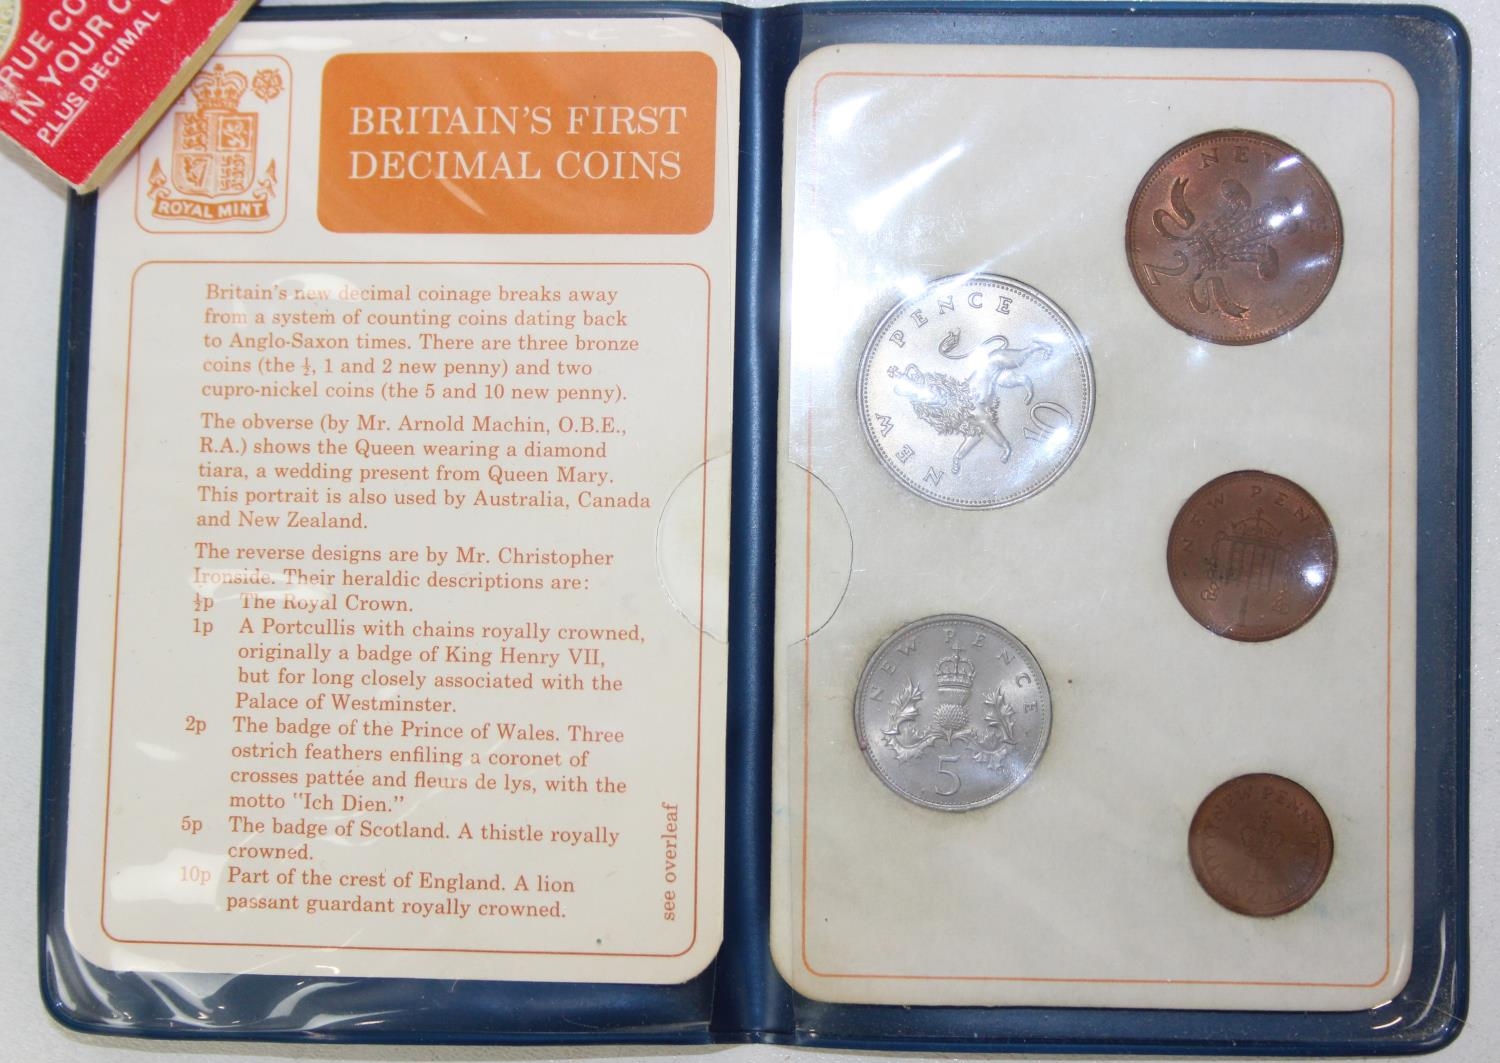 RUE CO
IN YOUR C
PLUS DECIMAL
ROYAL MINT
BRITAIN'S FIRST
DECIMAL COINS
Britain's new decimal coinage breaks away
from a system of counting coins dating back
to Anglo-Saxon times. There are three bronze
coins (the ½, 1 and 2 new penny) and two
cupro-nickel coins (the 5 and 10 new penny).
The obverse (by Mr. Arnold Machin, O.B.E.,
R.A.) shows the Queen wearing a diamond
tiara, a wedding present from Queen Mary.
This portrait is also used by Australia, Canada
and New Zealand.
The reverse designs are by Mr. Christopher
Ironside. Their heraldic descriptions are:
½p The Royal Crown.
1p A Portcullis with chains royally crowned,
originally a badge of King Henry VII,
but for long closely associated with the
Palace of Westminster.
2p The badge of the Prince of Wales. Three
ostrich feathers enfiling a coronet of
crosses pattée and fleurs de lys, with the
motto "Ich Dien."
5p The badge of Scotland. A thistle royally
crowned.
10p Part of the crest of England. A lion
passant guardant royally crowned.
see overleaf
NEW PENCE
10
NEW PENCE
5
NEW
2
NEW PEN
1
NEW PENNY
½